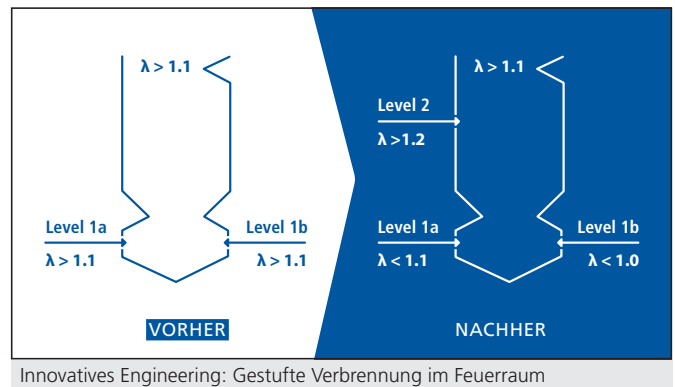 λ > 1.1
Level 1a
λ > 1.1
Level 1b
λ > 1.1
VORHER
λ > 1.1
Level 2
λ >1.2
Level 1a
λ < 1.1
Level 1b
λ < 1.0
NACHHER
Innovatives Engineering: Gestufte Verbrennung im Feuerraum